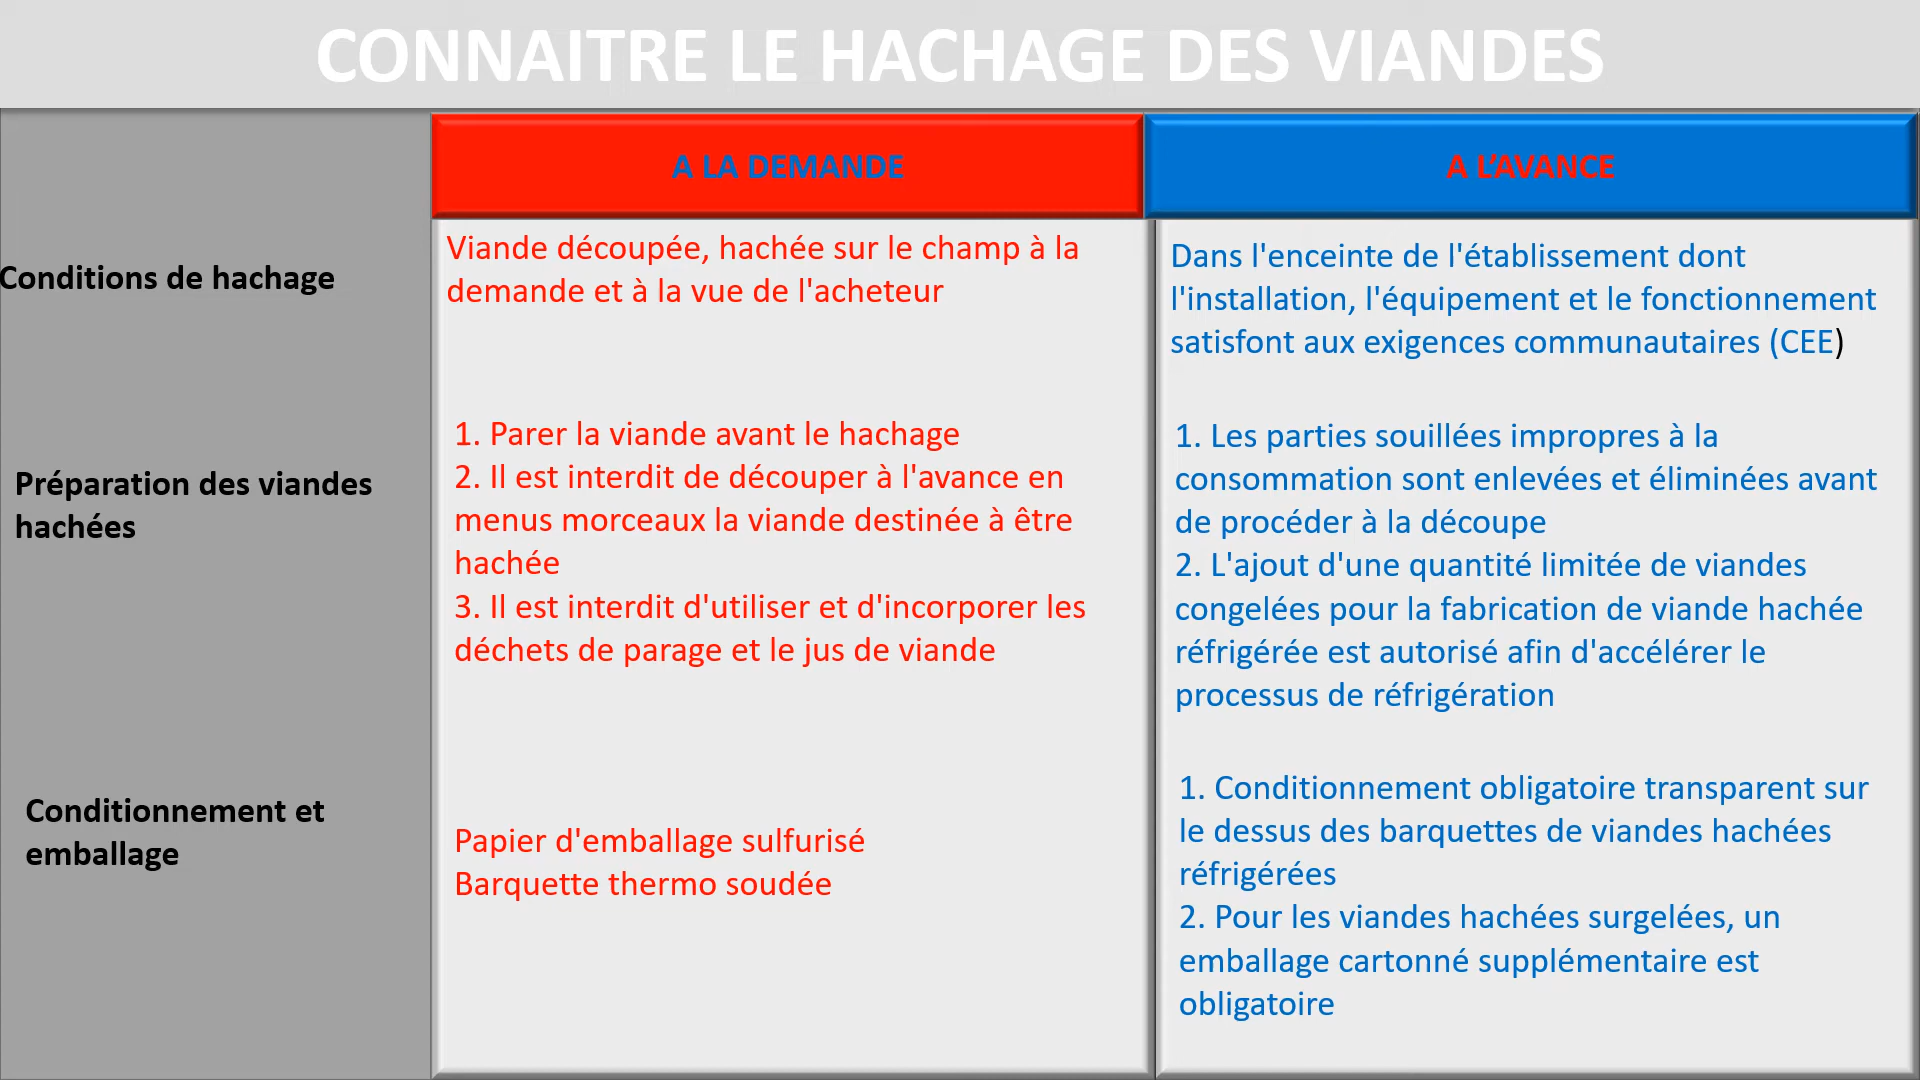 CONNAITRE LE HACHAGE DES VIANDES
A LA DEMANDE
A L’AVANCE
Conditions de hachage
Viande découpée, hachée sur le champ à la
demande et à la vue de l'acheteur
Dans l'enceinte de l'établissement dont
l'installation, l'équipement et le fonctionnement
satisfont aux exigences communautaires (CEE)
Préparation des viandes
hachées
1. Parer la viande avant le hachage
2. Il est interdit de découper à l'avance en
menus morceaux la viande destinée à être
hachée
3. Il est interdit d'utiliser et d'incorporer les
déchets de parage et le jus de viande
1. Les parties souillées impropres à la
consommation sont enlevées et éliminées avant
de procéder à la découpe
2. L'ajout d'une quantité limitée de viandes
congelées pour la fabrication de viande hachée
réfrigérée est autorisé afin d'accélérer le
processus de réfrigération
Conditionnement et
emballage
Papier d'emballage sulfurisé
Barquette thermo soudée
1. Conditionnement obligatoire transparent sur
le dessus des barquettes de viandes hachées
réfrigérées
2. Pour les viandes hachées surgelées, un
emballage cartonné supplémentaire est
obligatoire